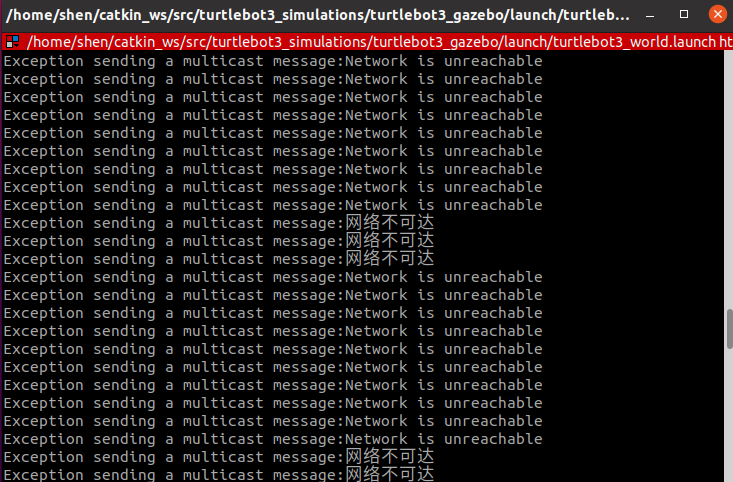 /home/shen/catkin_ws/src/turtlebot3_simulations/turtlebot3_gazebo/launch/turtleb...
/home/shen/catkin_ws/src/turtlebot3_simulations/turtlebot3_gazebo/launch/turtlebot3_world.launch ht
Exception sending a multicast message:Network is unreachable
Exception sending a multicast message:Network is unreachable
Exception sending a multicast message:Network is unreachable
Exception sending a multicast message:Network is unreachable
Exception sending a multicast message:Network is unreachable
Exception sending a multicast message:Network is unreachable
Exception sending a multicast message:Network is unreachable
Exception sending a multicast message:Network is unreachable
Exception sending a multicast message:Network is unreachable
Exception sending a multicast message:网络不可达
Exception sending a multicast message:网络不可达
Exception sending a multicast message:网络不可达
Exception sending a multicast message:Network is unreachable
Exception sending a multicast message:Network is unreachable
Exception sending a multicast message:Network is unreachable
Exception sending a multicast message:Network is unreachable
Exception sending a multicast message:Network is unreachable
Exception sending a multicast message:Network is unreachable
Exception sending a multicast message:Network is unreachable
Exception sending a multicast message:Network is unreachable
Exception sending a multicast message:Network is unreachable
Exception sending a multicast message:Network is unreachable
Exception sending a multicast message:网络不可达
Exception sending a multicast message:网络不可达